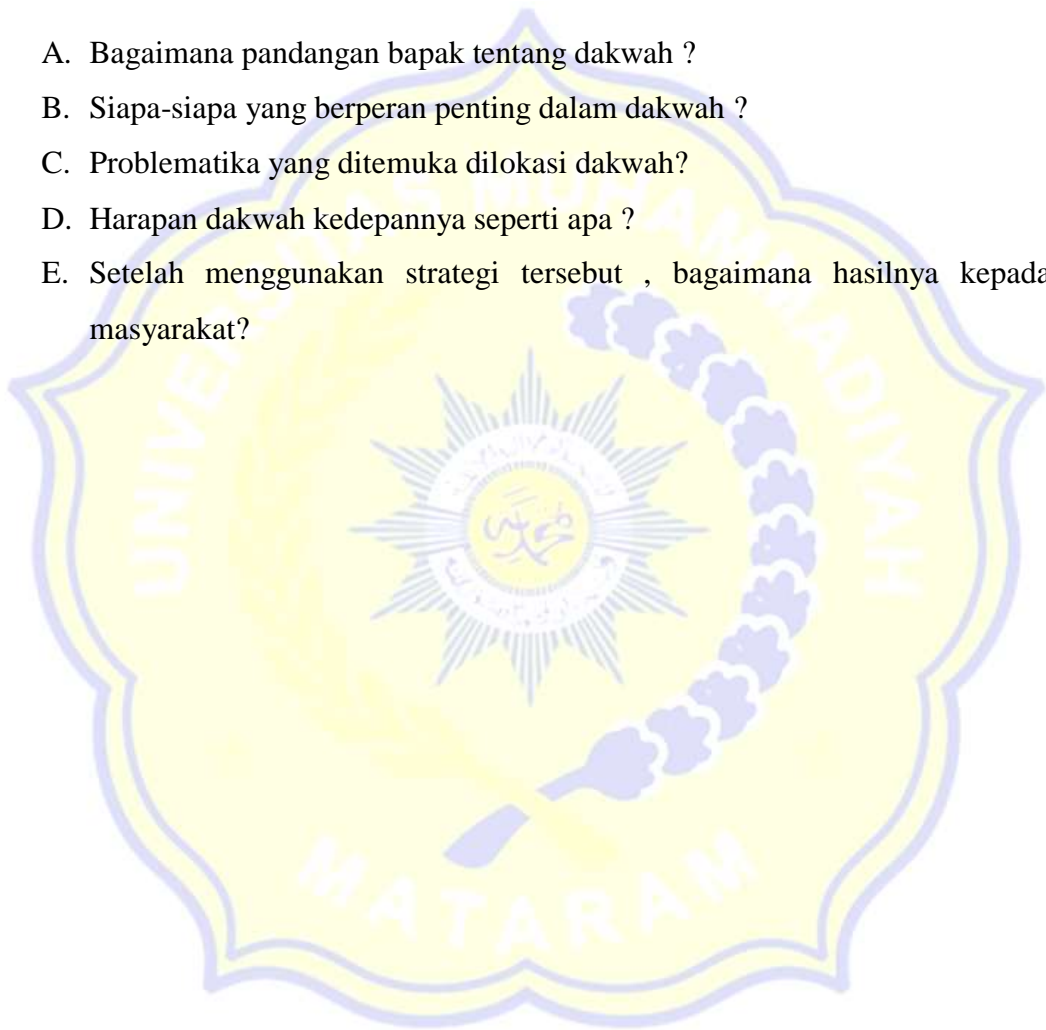 A. Bagaimana pandangan bapak tentang dakwah ?
B. Siapa-siapa yang berperan penting dalam dakwah ?
C. Problematika yang ditemuka dilokasi dakwah?
D. Harapan dakwah kedepannya seperti apa ?
E. Setelah menggunakan strategi tersebut , bagaimana hasilnya kepada
masyarakat?
UNIVERSITAS MUHAMMADIYAH
MATARAM